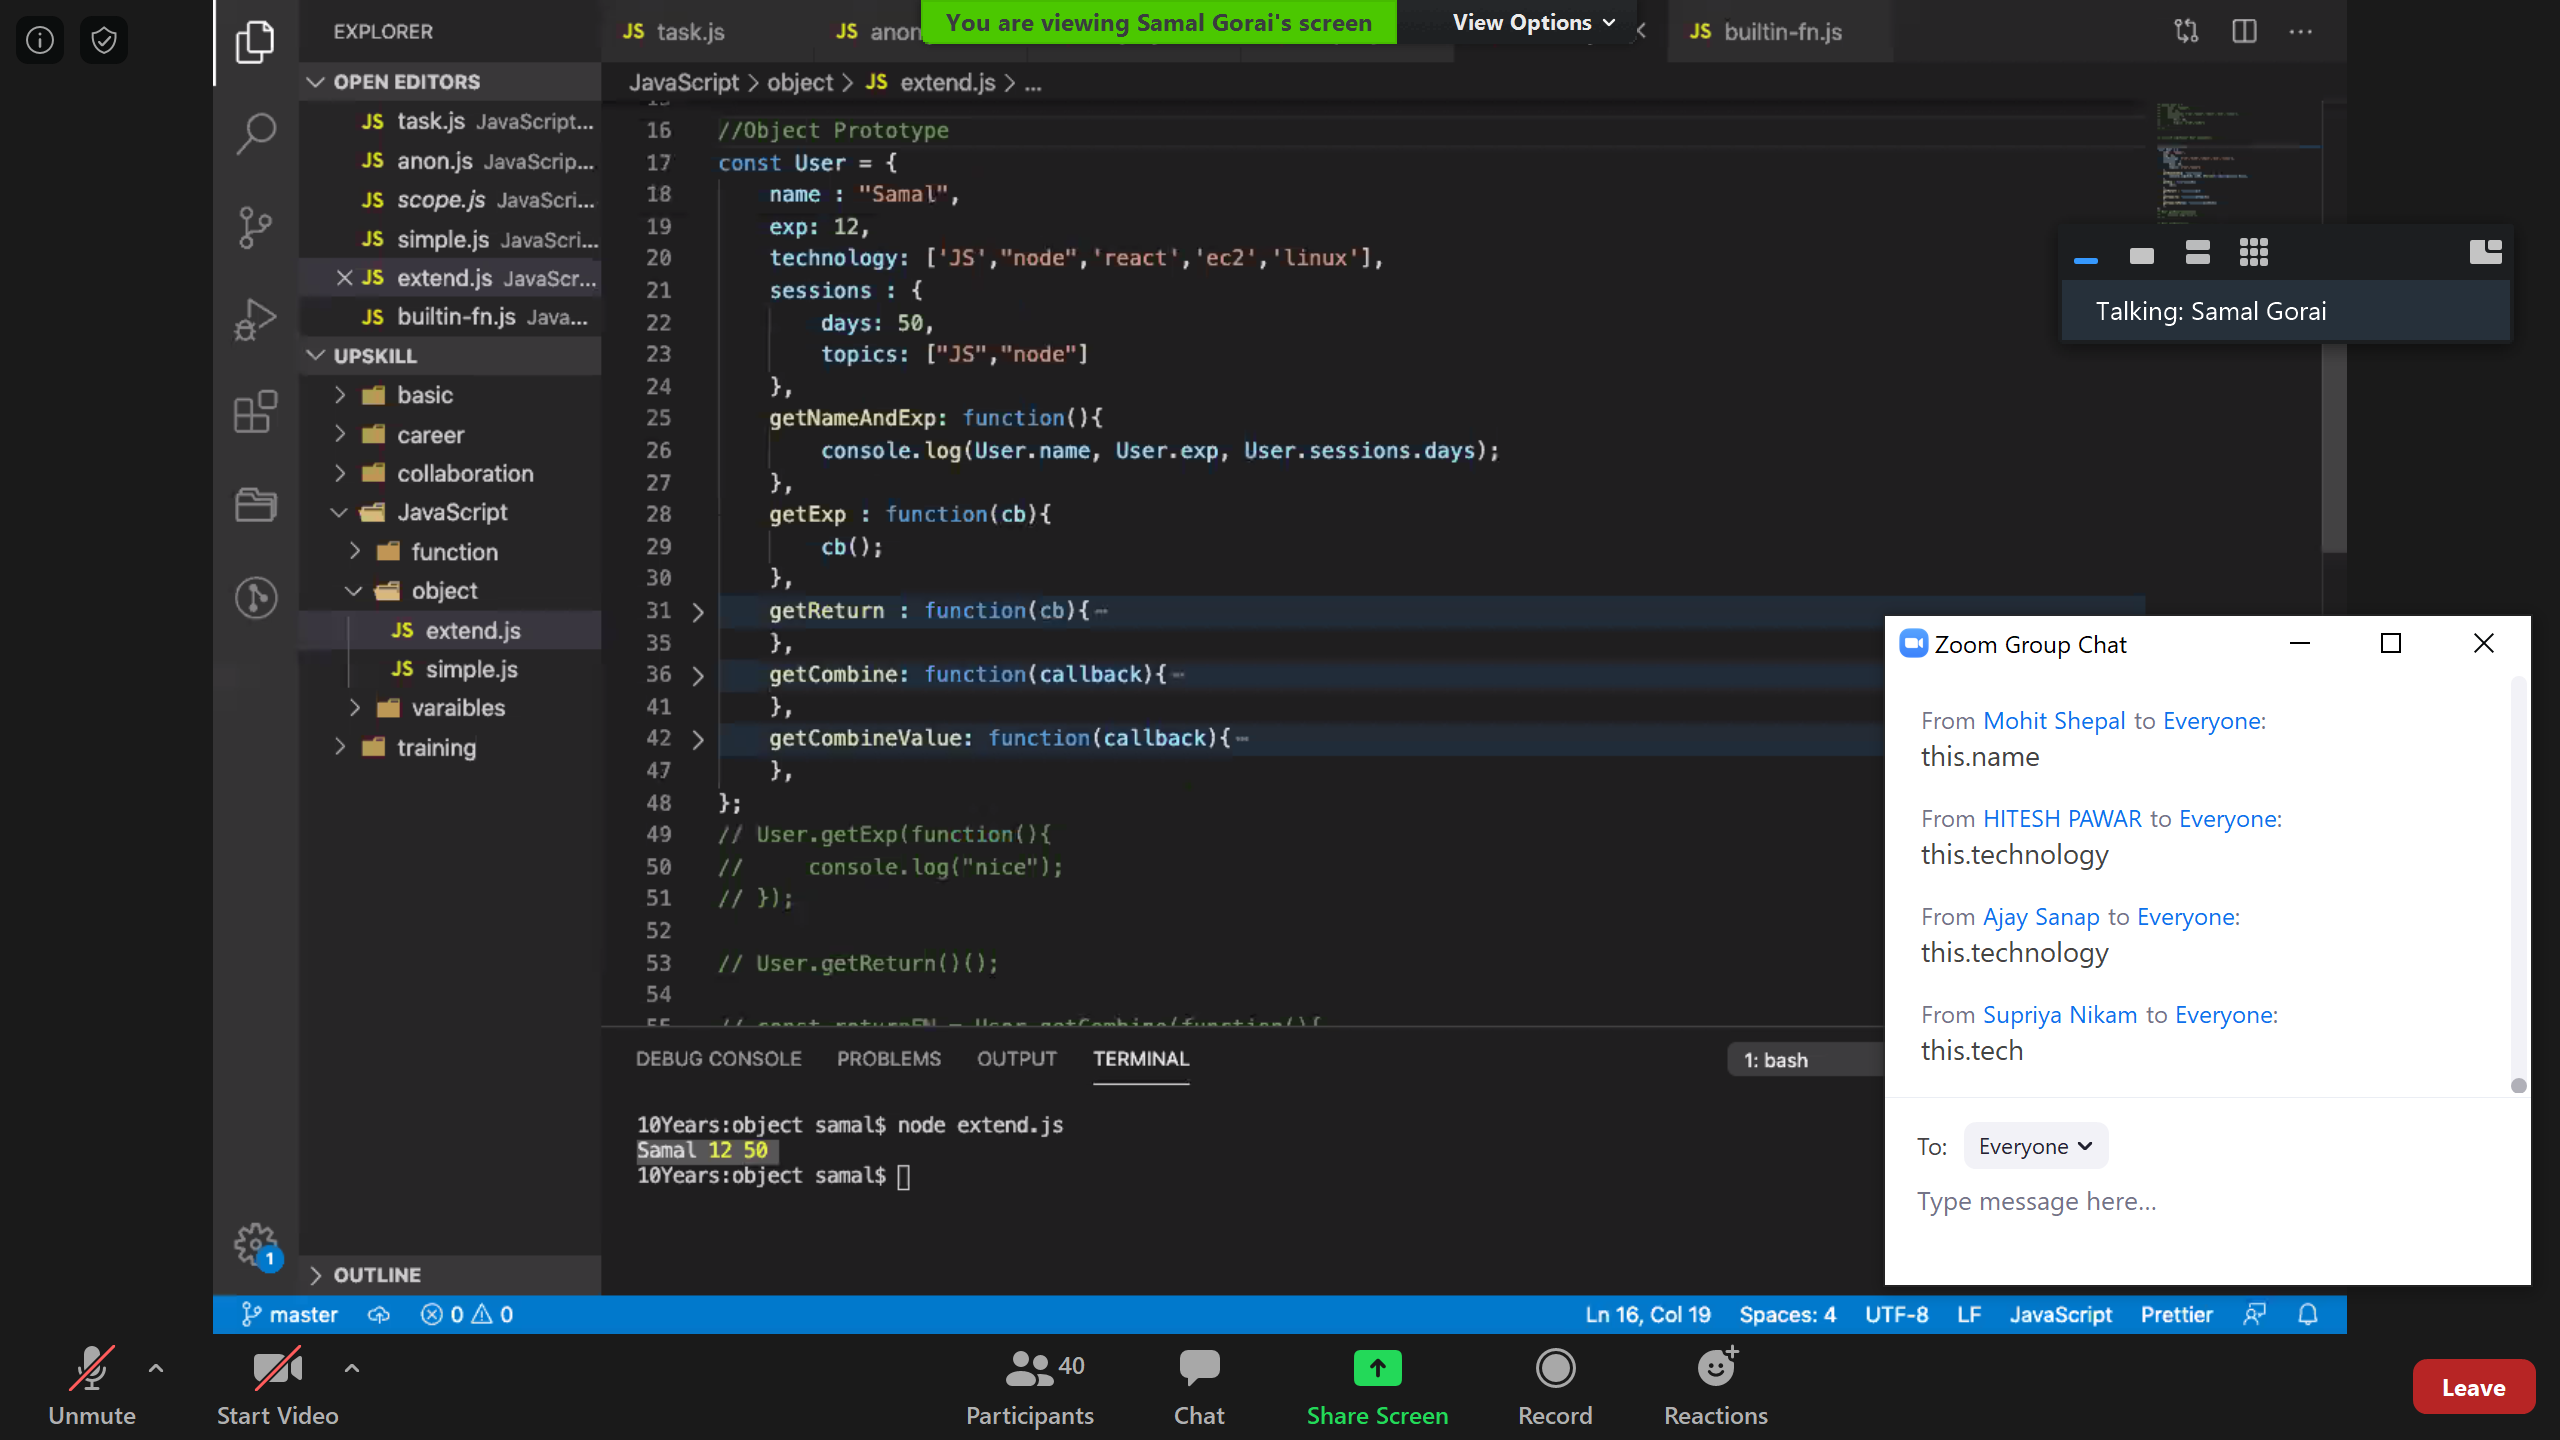 You are viewing Samal Gorai's screen
View Options
EXPLORER
JS task.js
JS anon
JS builtin-fn.js
OPEN EDITORS
JS task.js JavaScript...
JS anon.js JavaScrip...
JS scope.js JavaScri...
JS simple.js JavaScri...
JS extend.js JavaScr...
JS builtin-fn.js Java...
UPSKILL
basic
career
collaboration
JavaScript
function
object
JS extend.js
JS simple.js
varaibles
training
OUTLINE
JavaScript > object > JS extend.js > ...
16 //Object Prototype
17 const User = {
18 name : "Samal",
19 exp: 12,
20 technology: ['JS',"node",'react','ec2','linux'],
21 sessions : {
22 days: 50,
23 topics: ["JS","node"]
24 },
25 getNameAndExp: function(){
26 console.log(User.name, User.exp, User.sessions.days);
27 },
28 getExp : function(cb){
29 cb();
30 },
31 getReturn : function(cb){
35 },
36 getCombine: function(callback){
41 },
42 getCombineValue: function(callback){
47 },
48 };
49 // User.getExp(function(){
50 // console.log("nice");
51 // });
52
53 // User.getReturn()();
54
DEBUG CONSOLE PROBLEMS OUTPUT TERMINAL
1: bash
10Years:object samal$ node extend.js
Samal 12 50
10Years:object samal$
1
master 0 0
Ln 16, Col 19 Spaces: 4 UTF-8 LF JavaScript Prettier
Talking: Samal Gorai
Zoom Group Chat
From Mohit Shepal to Everyone:
this.name
From HITESH PAWAR to Everyone:
this.technology
From Ajay Sanap to Everyone:
this.technology
From Supriya Nikam to Everyone:
this.tech
To: Everyone
Type message here...
Unmute
Start Video
40
Participants
Chat
Share Screen
Record
Reactions
Leave